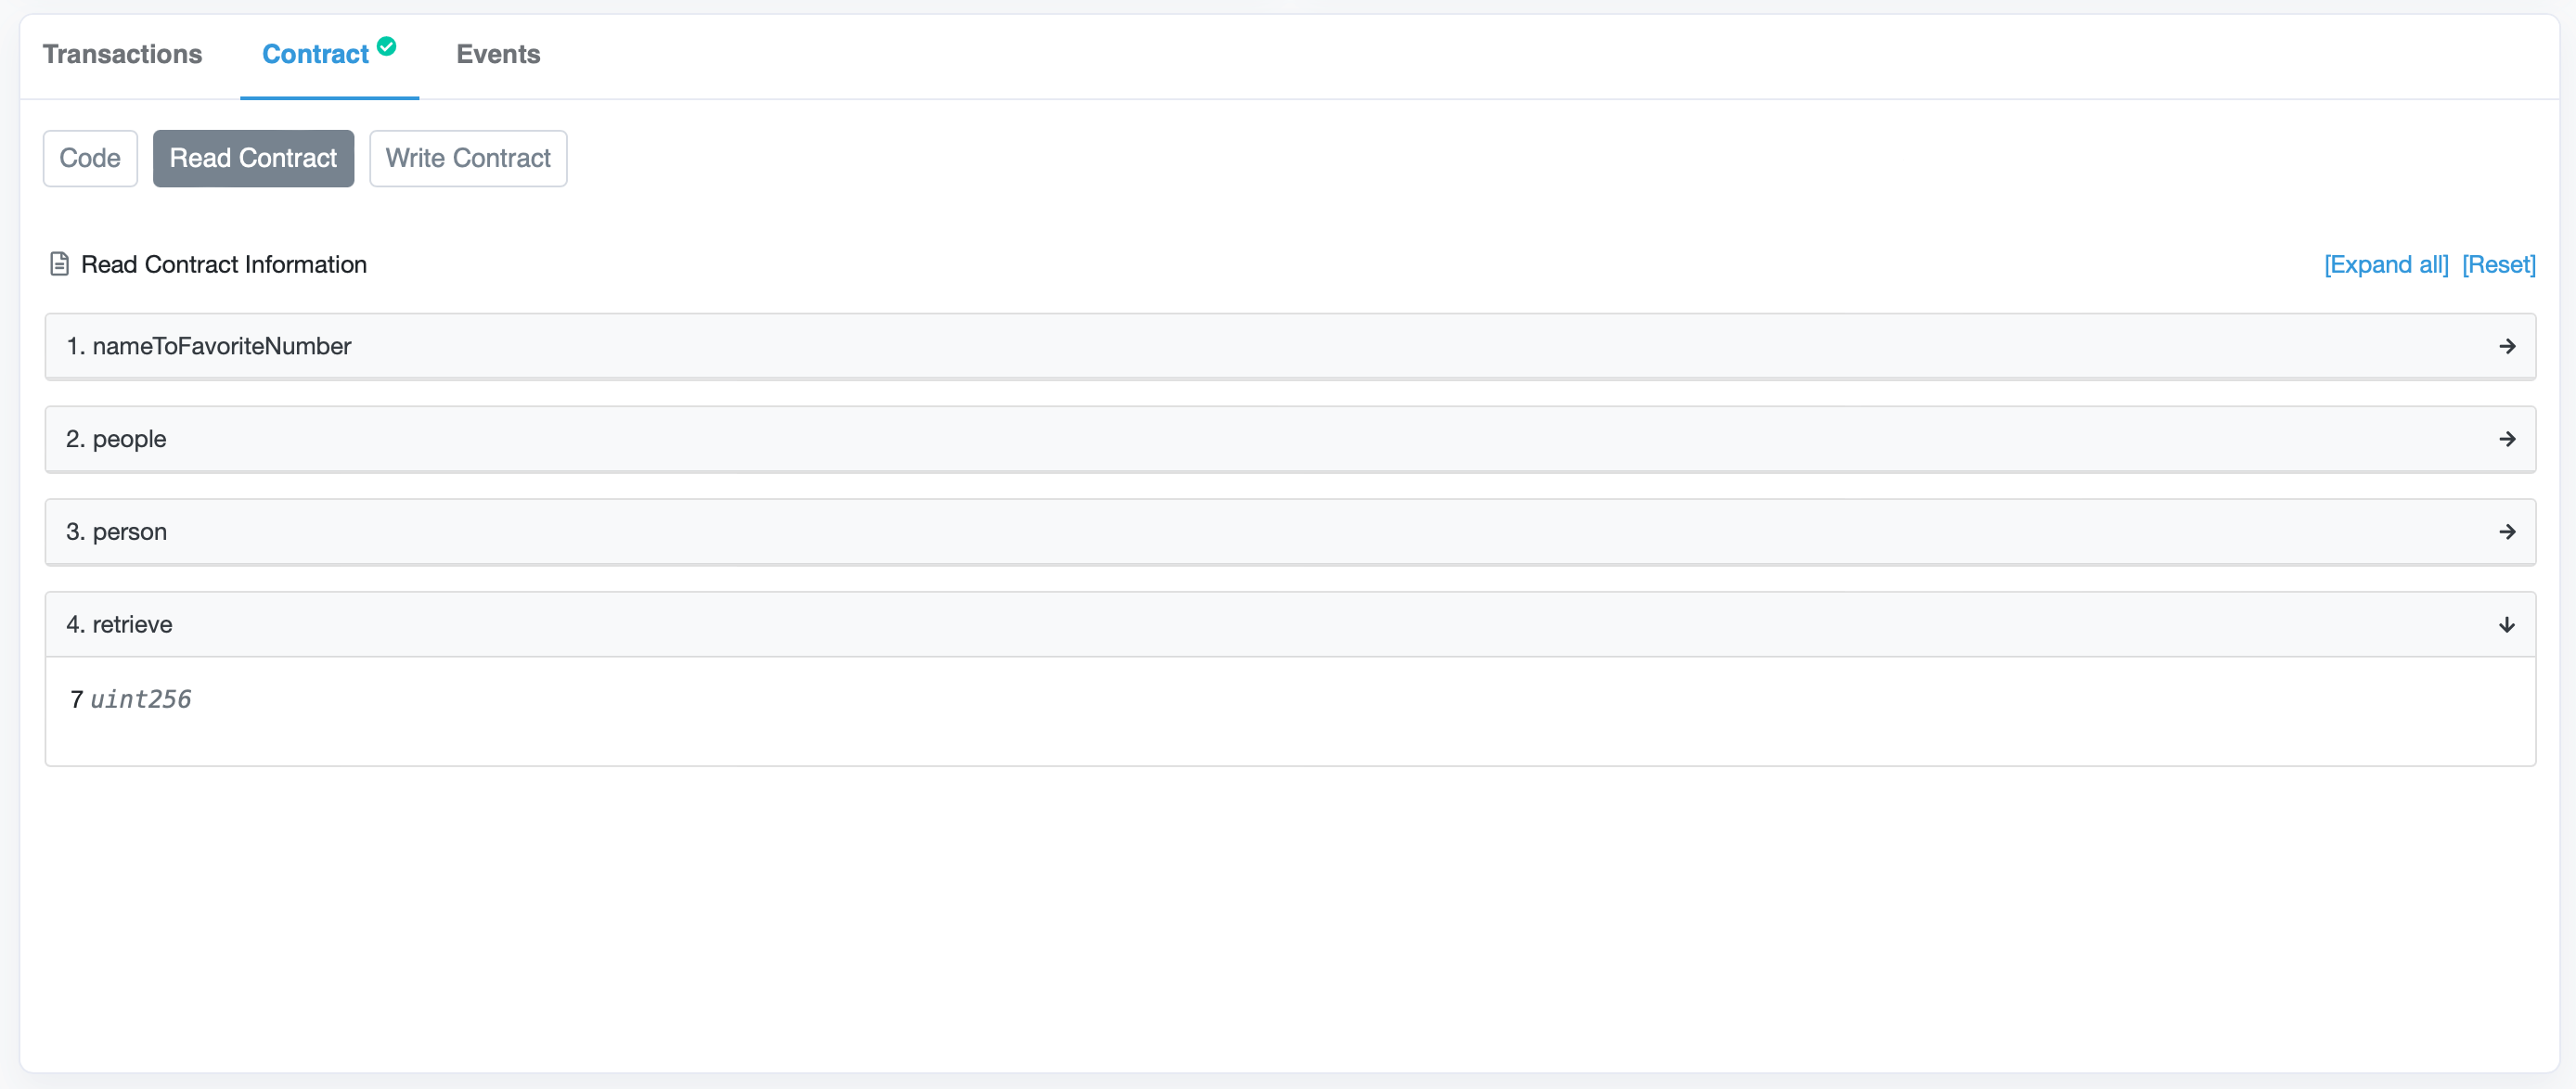 Transactions Contract Events
Code Read Contract Write Contract
Read Contract Information [Expand all] [Reset]
1. nameToFavoriteNumber
2. people
3. person
4. retrieve
7 uint256